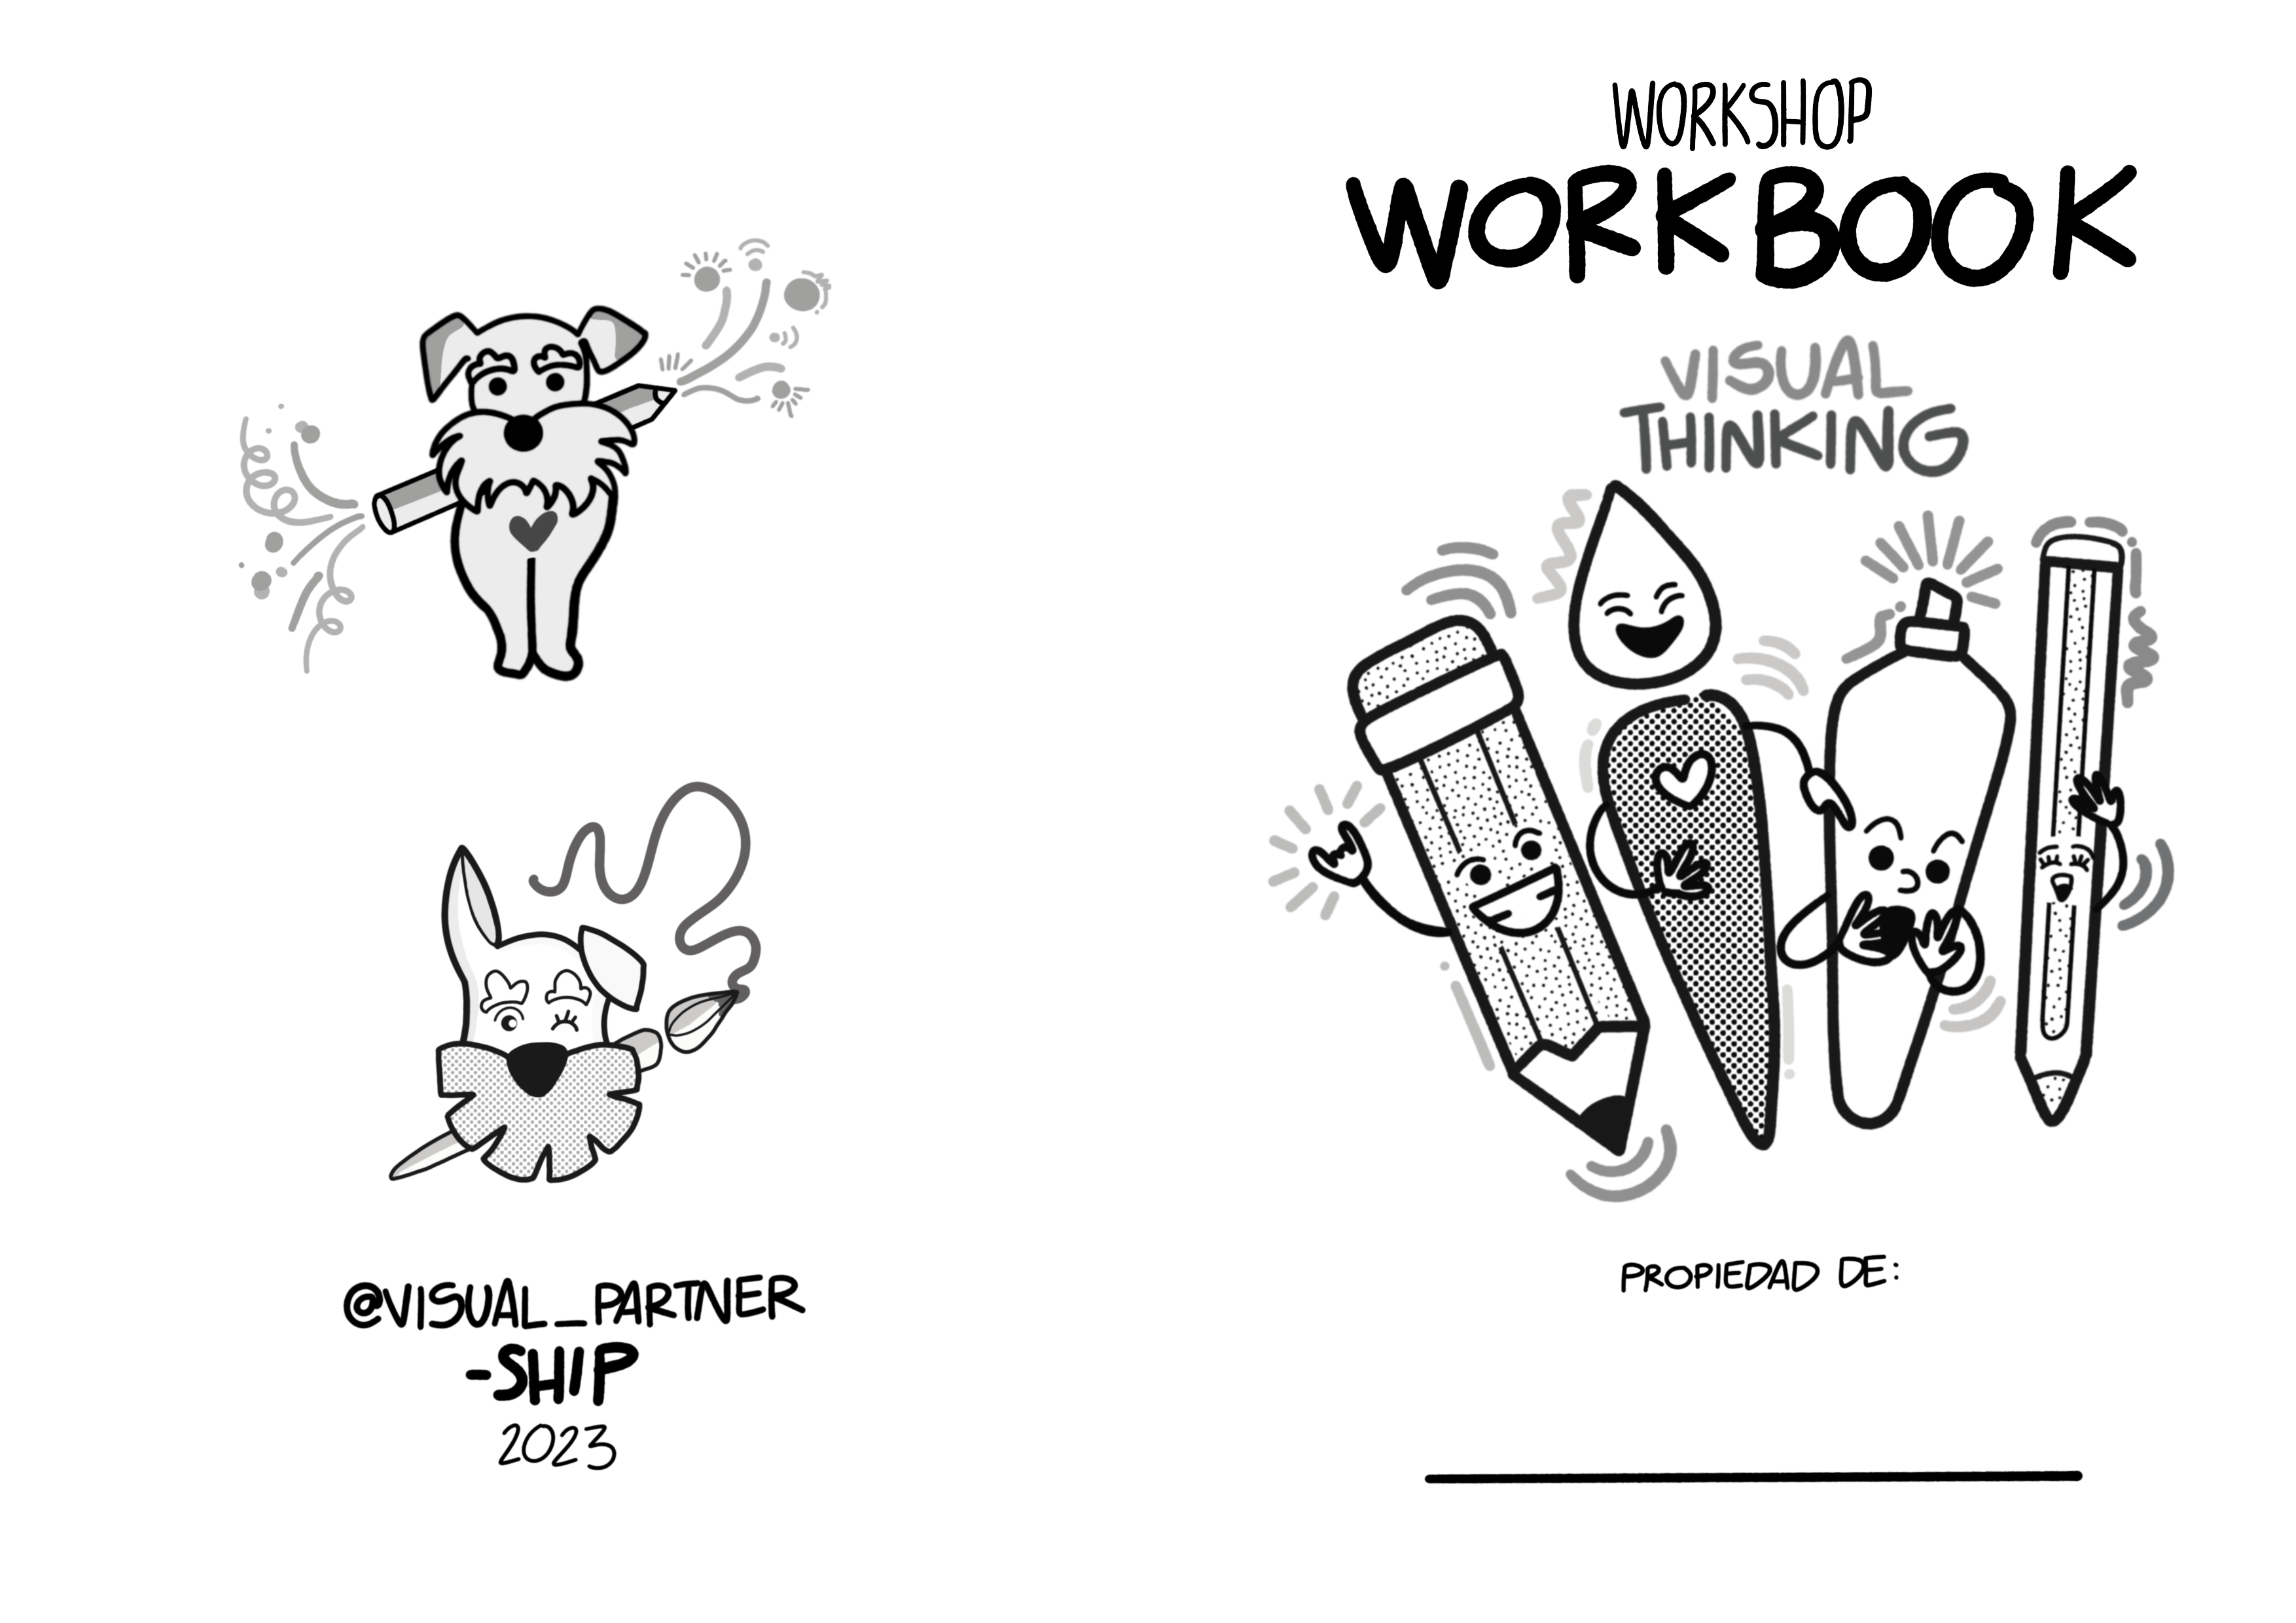 WORKSHOP
WORKBOOK
VISUAL
THINKING
PROPIEDAD DE:
@VISUAL_PARTNER
-SHIP
2023